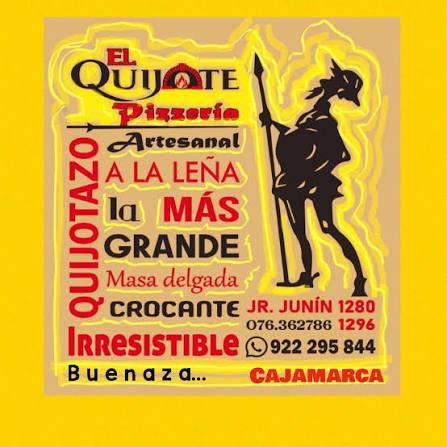 EL
QUIJOTE
Pizzería
QUIJOTAZO
Artesanal
A LA LEÑA
la MÁS
GRANDE
Masa delgada
CROCANTE
IRRESISTIBLE
Buenaza...
JR. JUNÍN 1280
076.362786 1296
922 295 844
CAJAMARCA